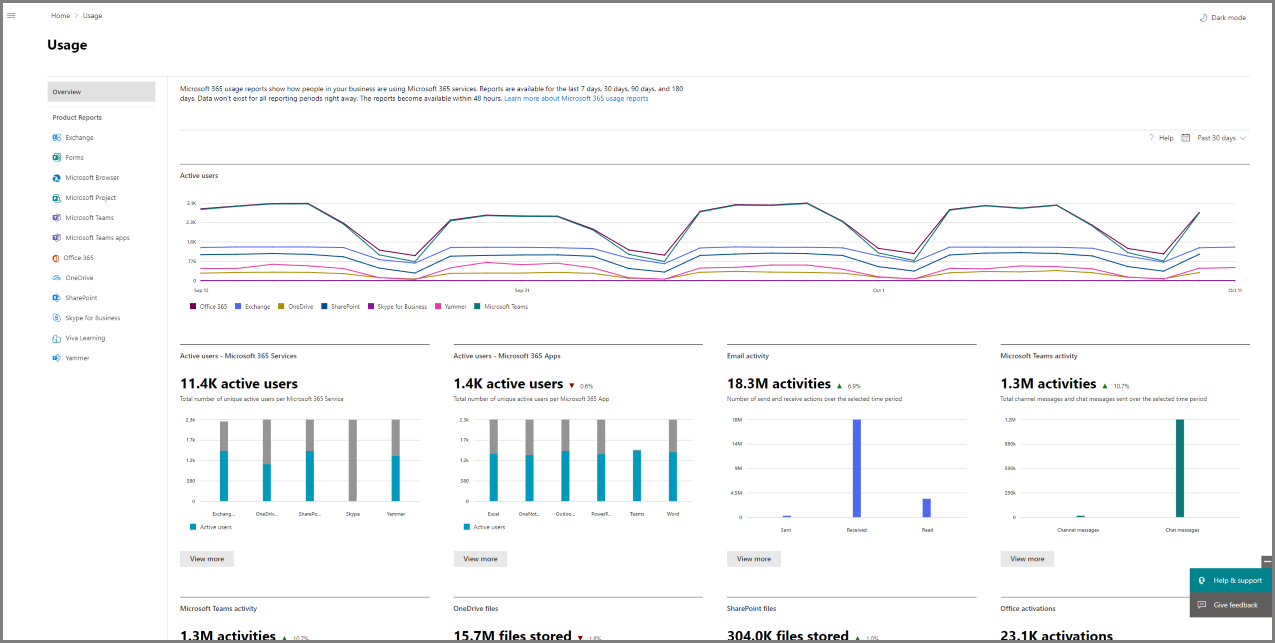 Home > Usage
Dark mode
Usage
Overview
Product Reports
Exchange
Forms
Microsoft Browser
Microsoft Project
Microsoft Teams
Microsoft Teams apps
Office 365
OneDrive
SharePoint
Skype for Business
Viva Learning
Yammer
Microsoft 365 usage reports show how people in your business are using Microsoft 365 services. Reports are available for the last 7 days, 30 days, 90 days, and 180
days. Data won't exist for all reporting periods right away. The reports become available within 48 hours. Learn more about Microsoft 365 usage reports
? Help Past 30 days
Active users
3.1K
2.3K
1.6K
776
0
Sep 12 Sep 21 Oct 1 Oct 11
Office 365 Exchange OneDrive SharePoint Skype for Business Yammer Microsoft Teams
Active users - Microsoft 365 Services
11.4K active users
Total number of unique active users per Microsoft 365 Service
2.3k
1.7k
1.2k
580
0
Exchang... OneDriv... SharePo... Skype Yammer
Active users
View more
Active users - Microsoft 365 Apps
1.4K active users ▼ 0.6%
Total number of unique active users per Microsoft 365 App
2.3k
1.7k
1.2k
580
0
Excel OneNot... Outloo... PowerP... Teams Word
Active users
View more
Email activity
18.3M activities ▲ 6.9%
Number of send and receive actions over the selected time period
18M
14M
9M
4.5M
0
Sent Received Read
View more
Microsoft Teams activity
1.3M activities ▲ 10.7%
Total channel messages and chat messages sent over the selected time period
1.2M
880k
590k
290k
0
Channel messages Chat messages
View more
Help & support
Give feedback
Microsoft Teams activity
1.3M activities ▲ 10.7%
OneDrive files
15.7M files stored ▼ 1.8%
SharePoint files
304.0K files stored ▲ 1.0%
Office activations
23.1K activations